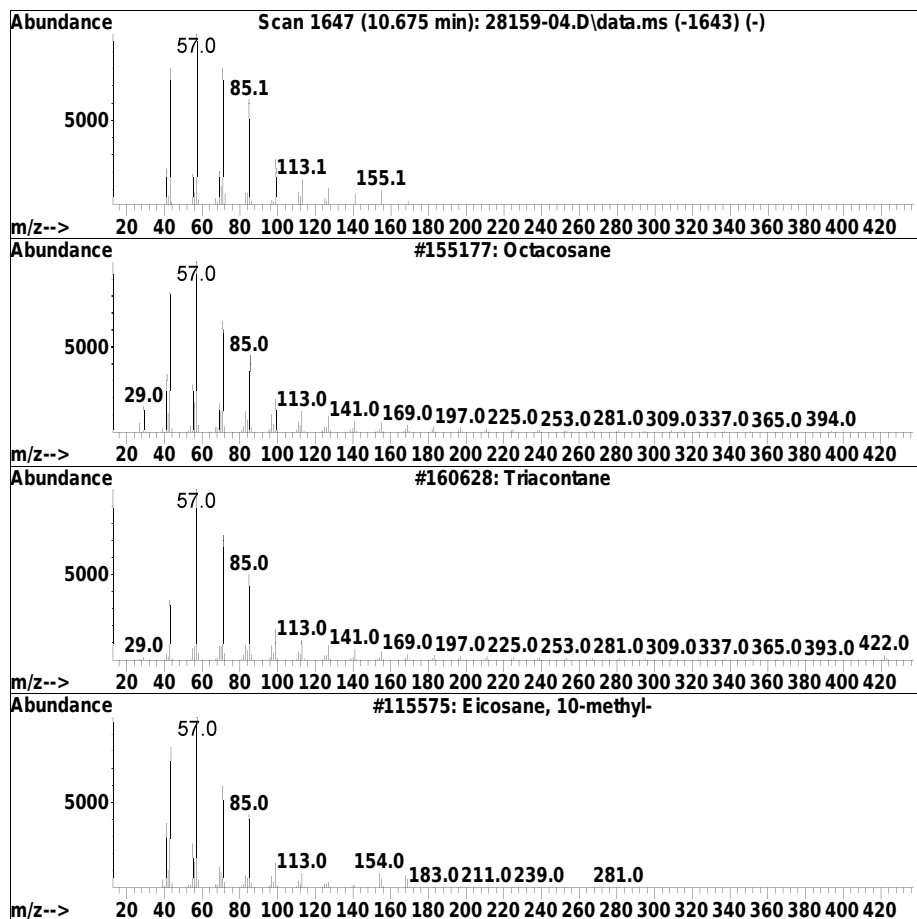 Abundance Scan 1647 (10.675 min): 28159-04.D\data.ms (-1643) (-)
57.0
85.1
5000
113.1
155.1
20 40 60 80 100 120 140 160 180 200 220 240 260 280 300 320 340 360 380 400 420
m/z-->
Abundance #155177: Octacosane
57.0
5000 85.0
29.0 113.0 141.0 169.0 197.0 225.0 253.0 281.0 309.0 337.0 365.0 394.0
20 40 60 80 100 120 140 160 180 200 220 240 260 280 300 320 340 360 380 400 420
m/z-->
Abundance #160628: Triacontane
57.0
5000 85.0
29.0 113.0 141.0 169.0 197.0 225.0 253.0 281.0 309.0 337.0 365.0 393.0 422.0
20 40 60 80 100 120 140 160 180 200 220 240 260 280 300 320 340 360 380 400 420
m/z-->
Abundance #115575: Eicosane, 10-methyl-
57.0
5000 85.0
113.0 154.0 183.0 211.0 239.0 281.0
20 40 60 80 100 120 140 160 180 200 220 240 260 280 300 320 340 360 380 400 420
m/z-->